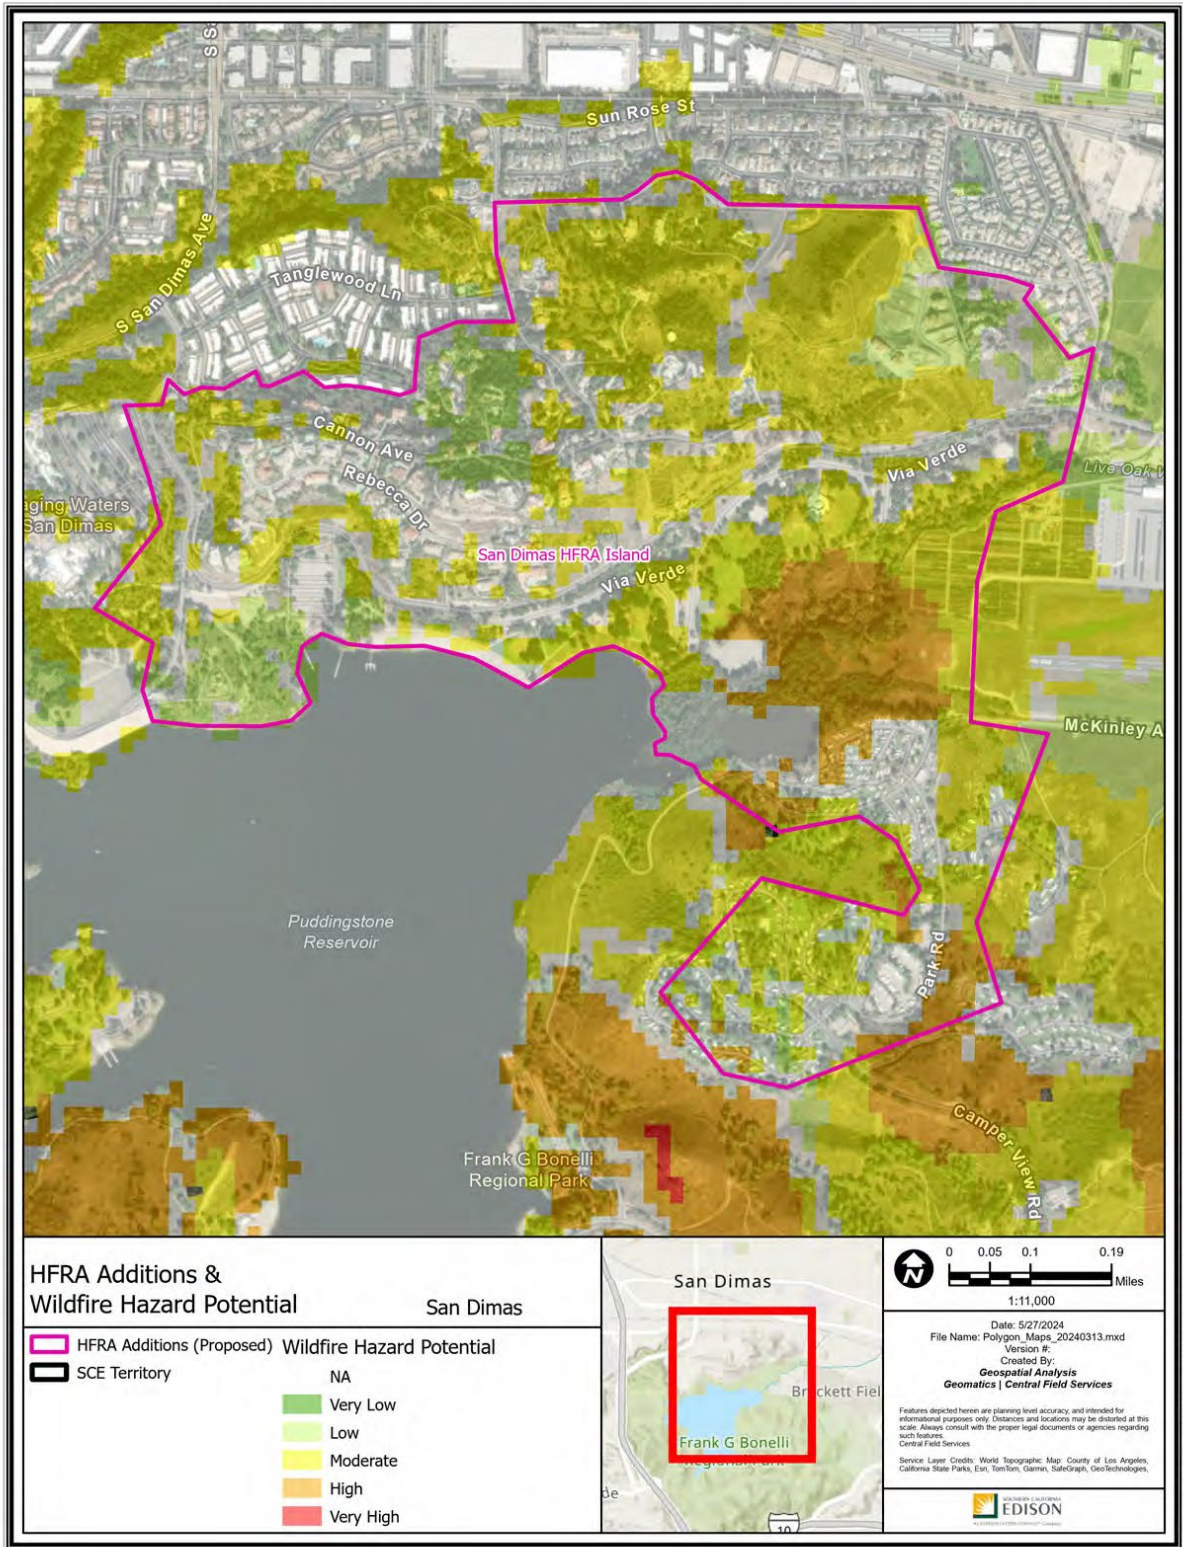 S S
Sun Rose St
S San Dimas Ave
Tanglewood Ln
Cannon Ave
Rebecca Dr
Via Verde
Live Oak
aging Waters
San Dimas
San Dimas HFRA Island
Via Verde
McKinley A
Puddingstone
Reservoir
Park Rd
Camper View Rd
Frank G Bonelli
Regional Park
HFRA Additions &
Wildfire Hazard Potential
San Dimas
HFRA Additions (Proposed)
SCE Territory
Wildfire Hazard Potential
NA
Very Low
Low
Moderate
High
Very High
San Dimas
Brackett Fiel
Frank G Bonelli
Regional Park
de
10
N
0 0.05 0.1 0.19
Miles
1:11,000
Date: 5/27/2024
File Name: Polygon_Maps_20240313.mxd
Version #:
Created By:
Geospatial Analysis
Geomatics | Central Field Services
Features depicted herein are planning level accuracy, and intended for
informational purposes only. Distances and locations may be distorted at this
scale. Always consult with the proper legal documents or agencies regarding
such features.
Central Field Services
Service Layer Credits: World Topographic Map: County of Los Angeles,
California State Parks, Esri, TomTom, Garmin, SafeGraph, GeoTechnologies,
SOUTHERN CALIFORNIA
EDISON